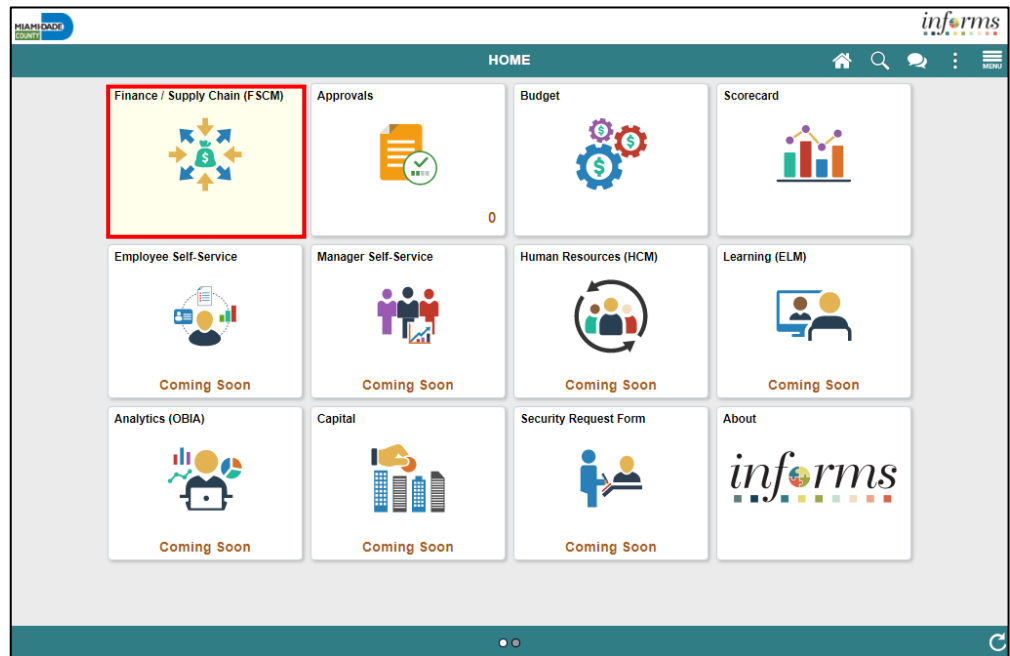 MIAMI-DADE
COUNTY
informs
HOME
MENU
Finance / Supply Chain (FSCM)
Approvals
Budget
Scorecard
$
$
$
$
0
Employee Self-Service
Manager Self-Service
Human Resources (HCM)
Learning (ELM)
Coming Soon
Coming Soon
Coming Soon
Coming Soon
Analytics (OBIA)
Capital
Security Request Form
About
informs
Coming Soon
Coming Soon
Coming Soon